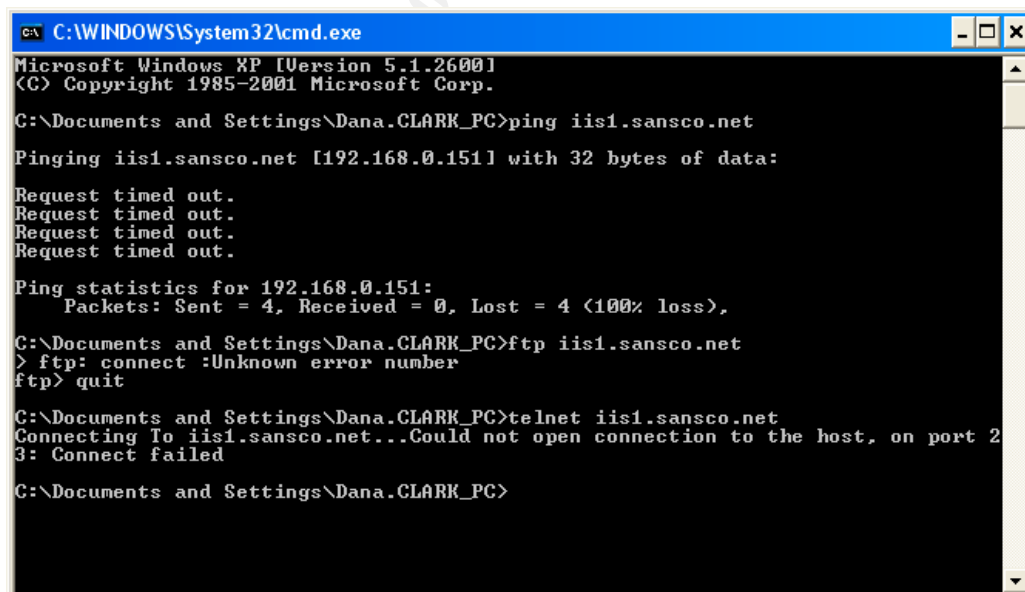 C:\WINDOWS\System32\cmd.exe
Microsoft Windows XP [Version 5.1.2600]
(C) Copyright 1985-2001 Microsoft Corp.
C:\Documents and Settings\Dana.CLARK_PC>ping iis1.sansco.net
Pinging iis1.sansco.net [192.168.0.151] with 32 bytes of data:
Request timed out.
Request timed out.
Request timed out.
Request timed out.
Ping statistics for 192.168.0.151:
Packets: Sent = 4, Received = 0, Lost = 4 (100% loss),
C:\Documents and Settings\Dana.CLARK_PC>ftp iis1.sansco.net
> ftp: connect :Unknown error number
ftp> quit
C:\Documents and Settings\Dana.CLARK_PC>telnet iis1.sansco.net
Connecting To iis1.sansco.net...Could not open connection to the host, on port 2
3: Connect failed
C:\Documents and Settings\Dana.CLARK_PC>